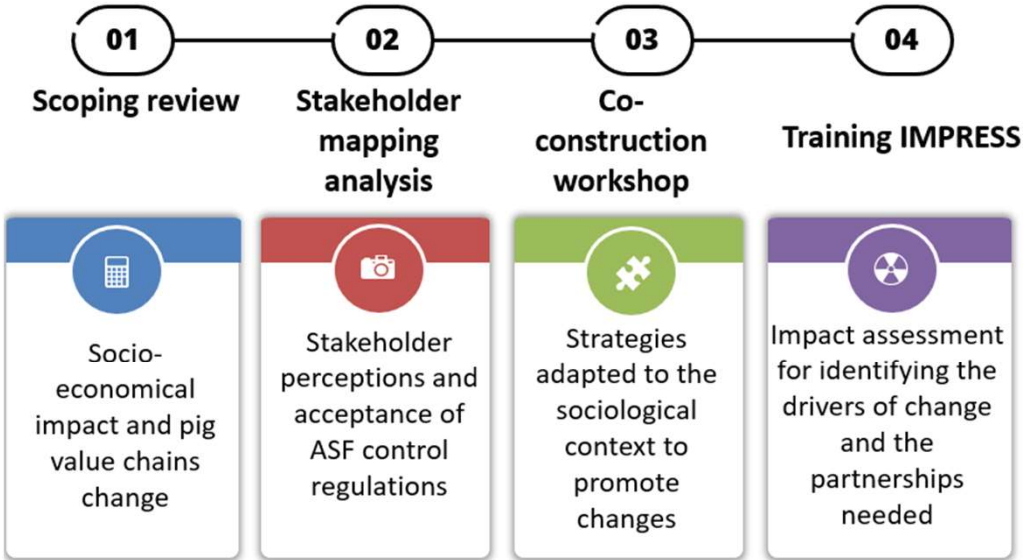 01
Scoping review
02
Stakeholder
mapping
analysis
03
Co-
construction
workshop
04
Training IMPRESS
Socio-
economical
impact and pig
value chains
change
Stakeholder
perceptions and
acceptance of
ASF control
regulations
Strategies
adapted to the
sociological
context to
promote
changes
Impact assessment
for identifying the
drivers of change
and the
partnerships
needed